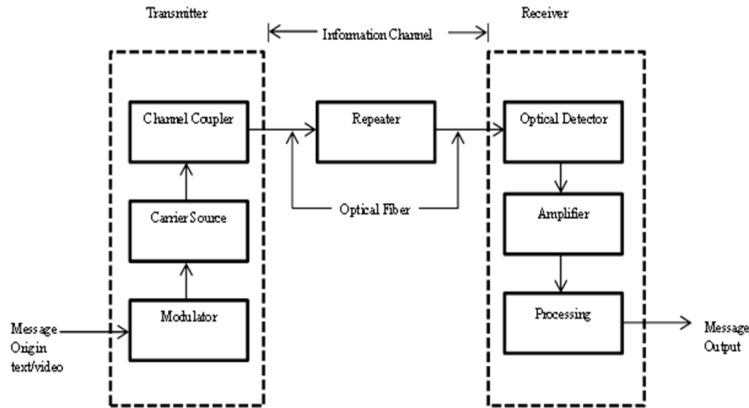 Transmitter
Receiver
Information Channel
Channel Coupler
Repeater
Optical Detector
Carrier Source
Optical Fiber
Amplifier
Modulator
Processing
Message
Origin
text/video
Message
Output